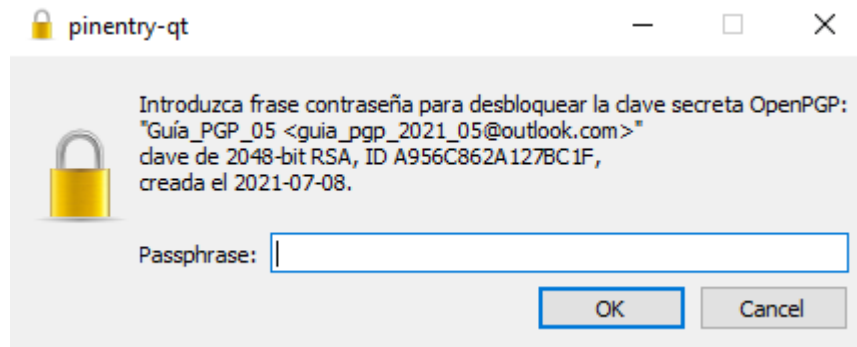 pinentry-qt
Introduzca frase contraseña para desbloquear la clave secreta OpenPGP:
"Guía_PGP_05 <guia_pgp_2021_05@outlook.com>"
clave de 2048-bit RSA, ID A956C862A127BC1F,
creada el 2021-07-08.
Passphrase:
OK Cancel